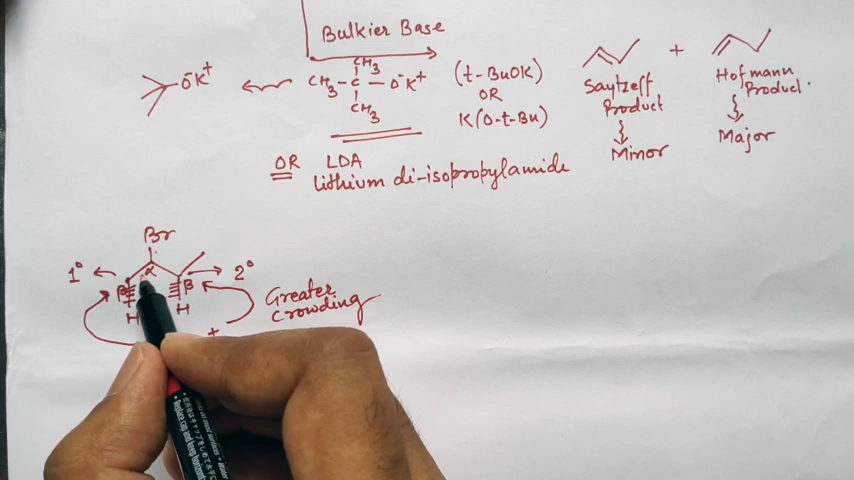 Bulkier Base
CH3
CH3-C-O-K+
CH3
O-K+
(t-BuOK)
OR
K(O-t-Bu)
+
Saytzeff
Product
Minor
Hofmann
Product.
Major
OR LDA
lithium di-isopropylamide
Br
1° α 2°
β β
H H
Greater
crowding
+